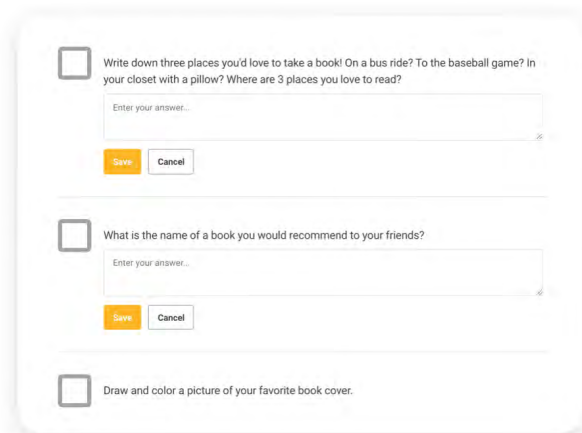 Write down three places you'd love to take a book! On a bus ride? To the baseball game? In
your closet with a pillow? Where are 3 places you love to read?
Enter your answer...
Save Cancel
What is the name of a book you would recommend to your friends?
Enter your answer...
Save Cancel
Draw and color a picture of your favorite book cover.